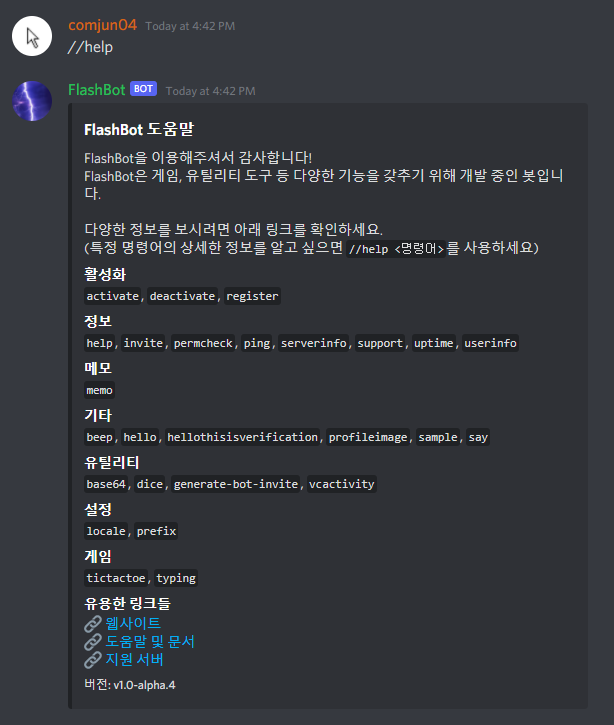 comjun04 Today at 4:42 PM
//help
FlashBot BOT Today at 4:42 PM
FlashBot 도움말
FlashBot을 이용해주셔서 감사합니다!
FlashBot은 게임, 유틸리티 도구 등 다양한 기능을 갖추기 위해 개발 중인 봇입니
다.
다양한 정보를 보시려면 아래 링크를 확인하세요.
(특정 명령어의 상세한 정보를 알고 싶으면 //help <명령어>를 사용하세요)
활성화
activate, deactivate, register
정보
help, invite, permcheck, ping, serverinfo, support, uptime, userinfo
메모
memo
기타
beep, hello, hellothisisverification, profileimage, sample, say
유틸리티
base64, dice, generate-bot-invite, vcactivity
설정
locale, prefix
게임
tictactoe, typing
유용한 링크들
웹사이트
도움말 및 문서
지원 서버
버전: v1.0-alpha.4